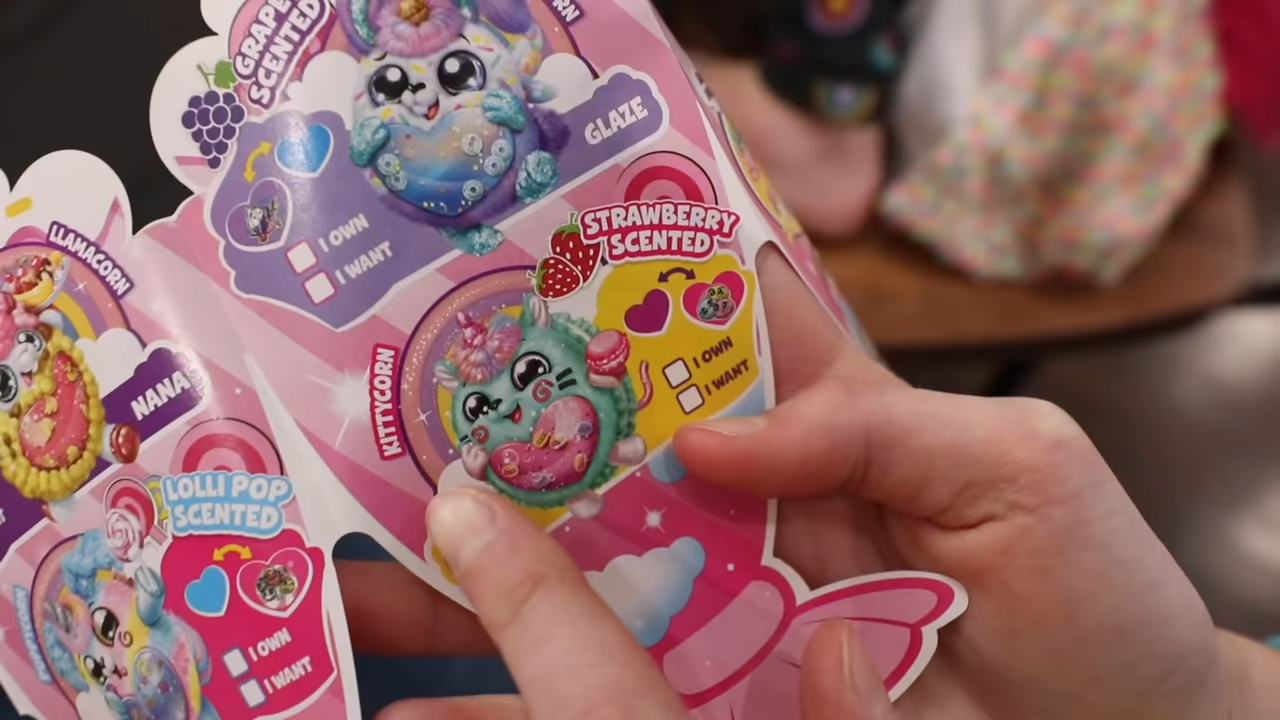 GRAPE
SCENTED
GLAZE
I OWN
I WANT
STRAWBERRY
SCENTED
I OWN
I WANT
KITTYCORN
LLAMACORN
NANA
LOLLI POP
SCENTED
I OWN
I WANT